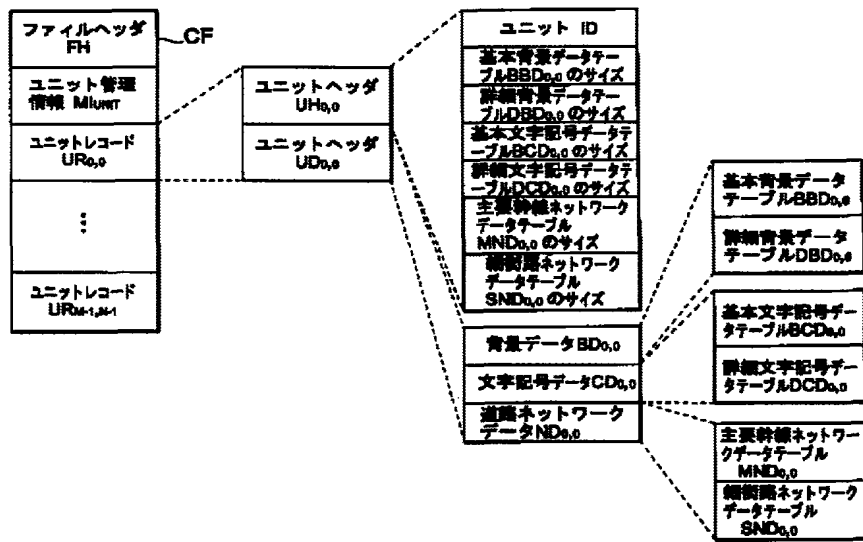 ファイルヘッダ
FH
CF
ユニット管理
情報 MIUNIT
ユニットレコード
UR0,0
⋮
ユニットレコード
URM-1,N-1
ユニットヘッダ
UH0,0
ユニットヘッダ
UD0,0
ユニット ID
基本背景データテー
ブルBBD0,0 のサイズ
詳細背景データテー
ブルDBD0,0 のサイズ
基本文字記号データテ
ーブルBCD0,0 のサイズ
詳細文字記号データテ
ーブルDCD0,0 のサイズ
主要幹線ネットワーク
データテーブル
MND0,0 のサイズ
細街路ネットワーク
データテーブル
SND0,0 のサイズ
背景データBD0,0
文字記号データCD0,0
道路ネットワーク
データND0,0
基本背景データ
テーブルBBD0,0
詳細背景データ
テーブルDBD0,0
基本文字記号デー
タテーブルBCD0,0
詳細文字記号デー
タテーブルDCD0,0
主要幹線ネットワー
クデータテーブル
MND0,0
細街路ネットワーク
データテーブル
SND0,0